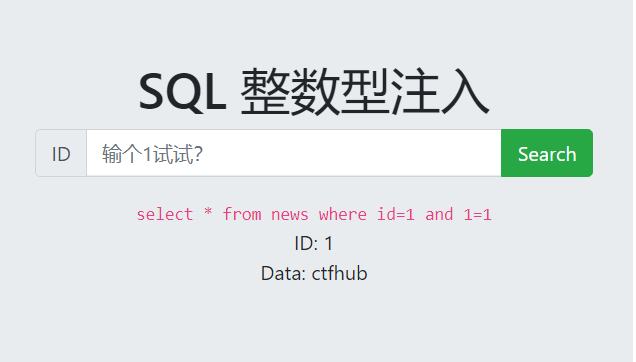 SQL 整数型注入
ID 输个1试试? Search
select * from news where id=1 and 1=1
ID: 1
Data: ctfhub